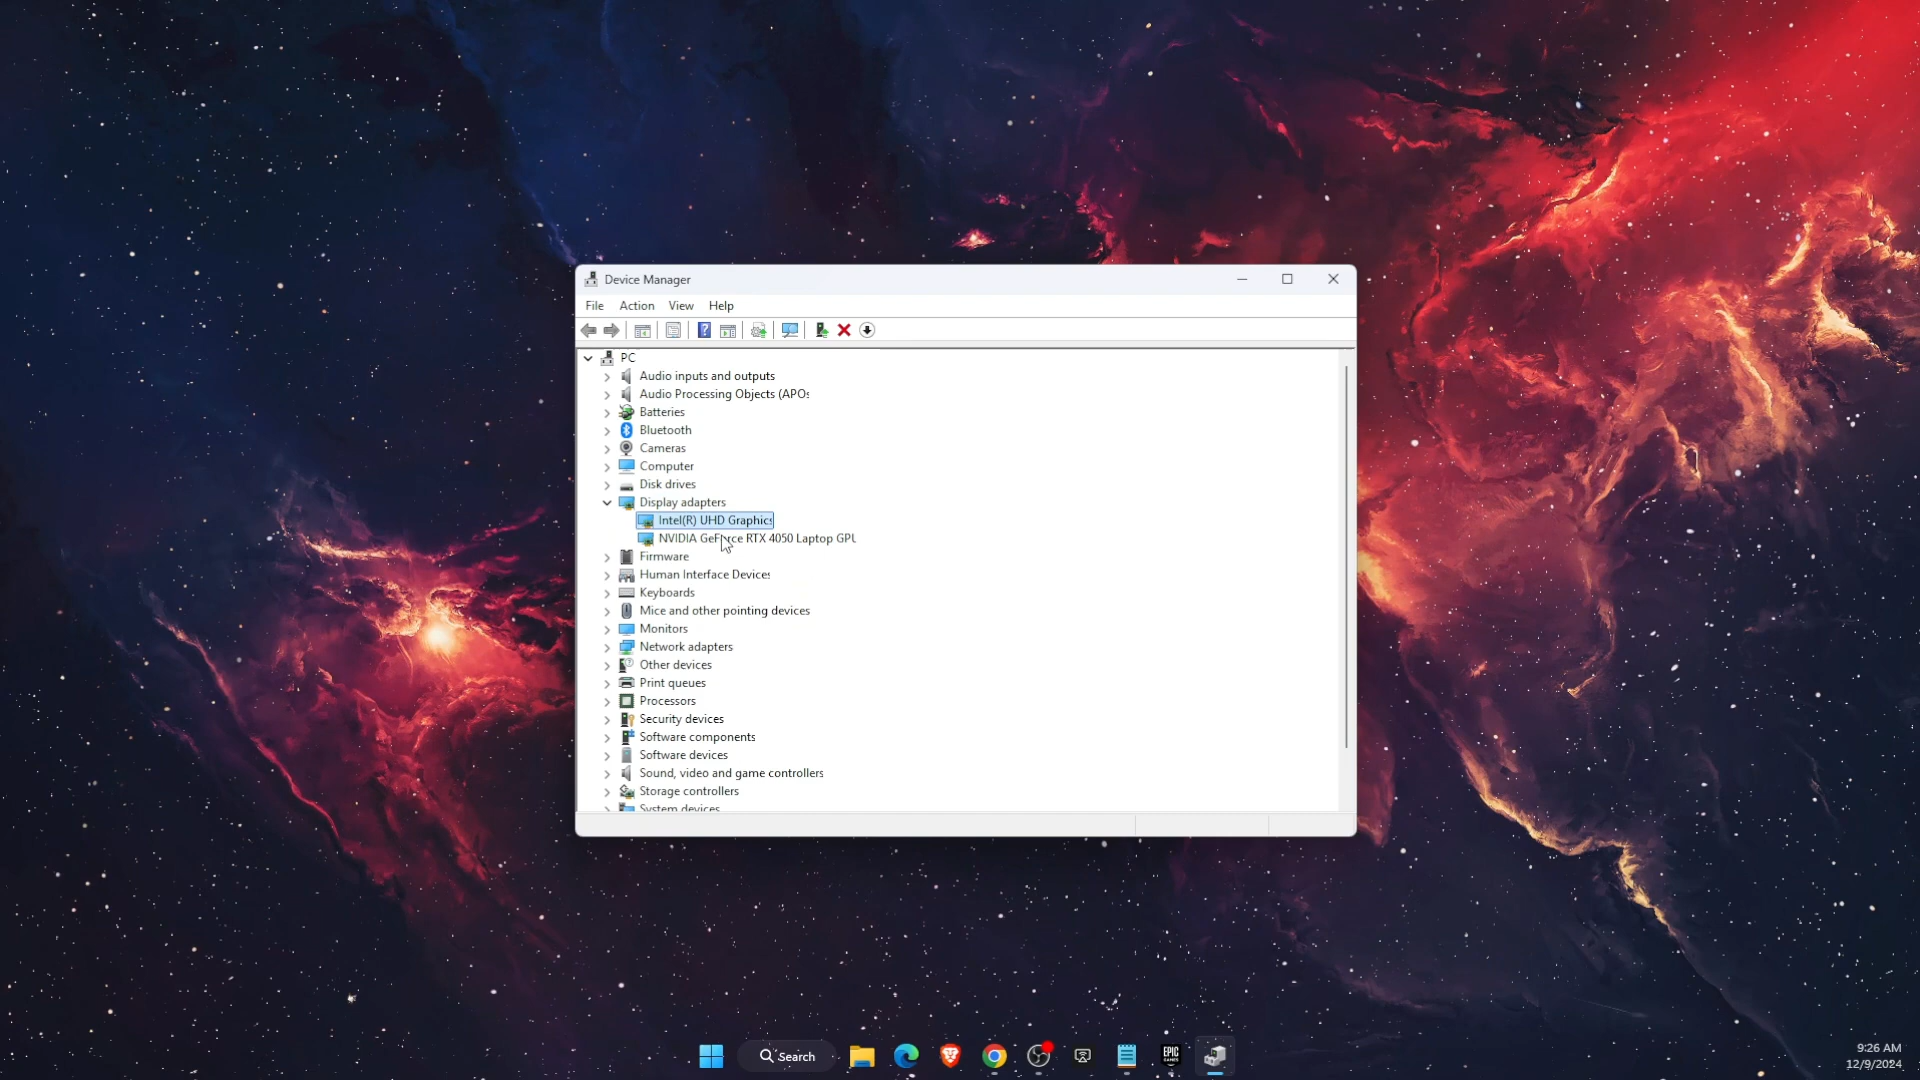 Device Manager
File Action View Help
PC
Audio inputs and outputs
Audio Processing Objects (APOs
Batteries
Bluetooth
Cameras
Computer
Disk drives
Display adapters
Intel(R) UHD Graphics
NVIDIA GeForce RTX 4050 Laptop GPU
Firmware
Human Interface Devices
Keyboards
Mice and other pointing devices
Monitors
Network adapters
Other devices
Print queues
Processors
Security devices
Software components
Software devices
Sound, video and game controllers
Storage controllers
System devices
Search
EPIC
GAMES
9:26 AM
12/9/2024